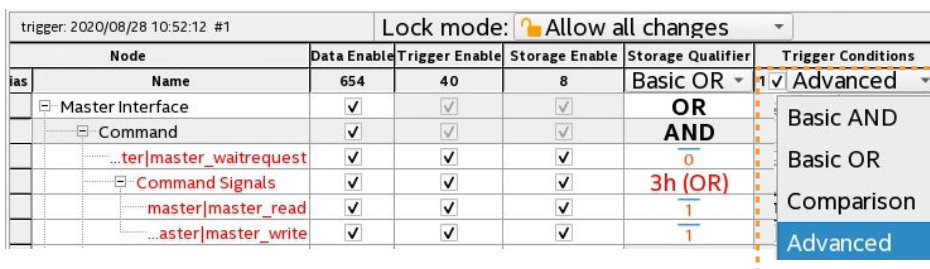 trigger: 2020/08/28 10:52:12 #1 Lock mode: Allow all changes
Node Data Enable Trigger Enable Storage Enable Storage Qualifier Trigger Conditions
ias Name 654 40 8 Basic OR 1 Advanced
Master Interface OR
Command AND
...ter|master_waitrequest 0
Command Signals 3h (OR)
master|master_read 1
...aster|master_write 1
Basic AND
Basic OR
Comparison
Advanced